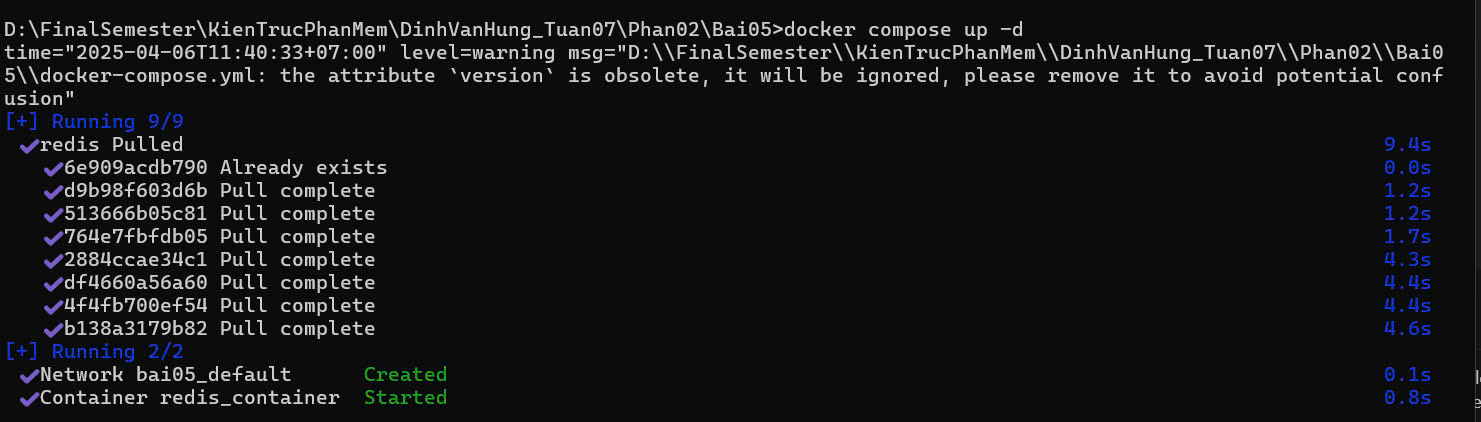 D:\FinalSemester\KienTrucPhanMem\DinhVanHung_Tuan07\Phan02\Bai05>docker compose up -d
time="2025-04-06T11:40:33+07:00" level=warning msg="D:\\FinalSemester\\KienTrucPhanMem\\DinhVanHung_Tuan07\\Phan02\\Bai0
5\\docker-compose.yml: the attribute `version` is obsolete, it will be ignored, please remove it to avoid potential conf
usion"
[+] Running 9/9
✔redis Pulled 9.4s
✔6e909acdb790 Already exists 0.0s
✔d9b98f603d6b Pull complete 1.2s
✔513666b05c81 Pull complete 1.2s
✔764e7fbfdb05 Pull complete 1.7s
✔2884ccae34c1 Pull complete 4.3s
✔df4660a56a60 Pull complete 4.4s
✔4f4fb700ef54 Pull complete 4.4s
✔b138a3179b82 Pull complete 4.6s
[+] Running 2/2
✔Network bai05_default Created 0.1s
✔Container redis_container Started 0.8s